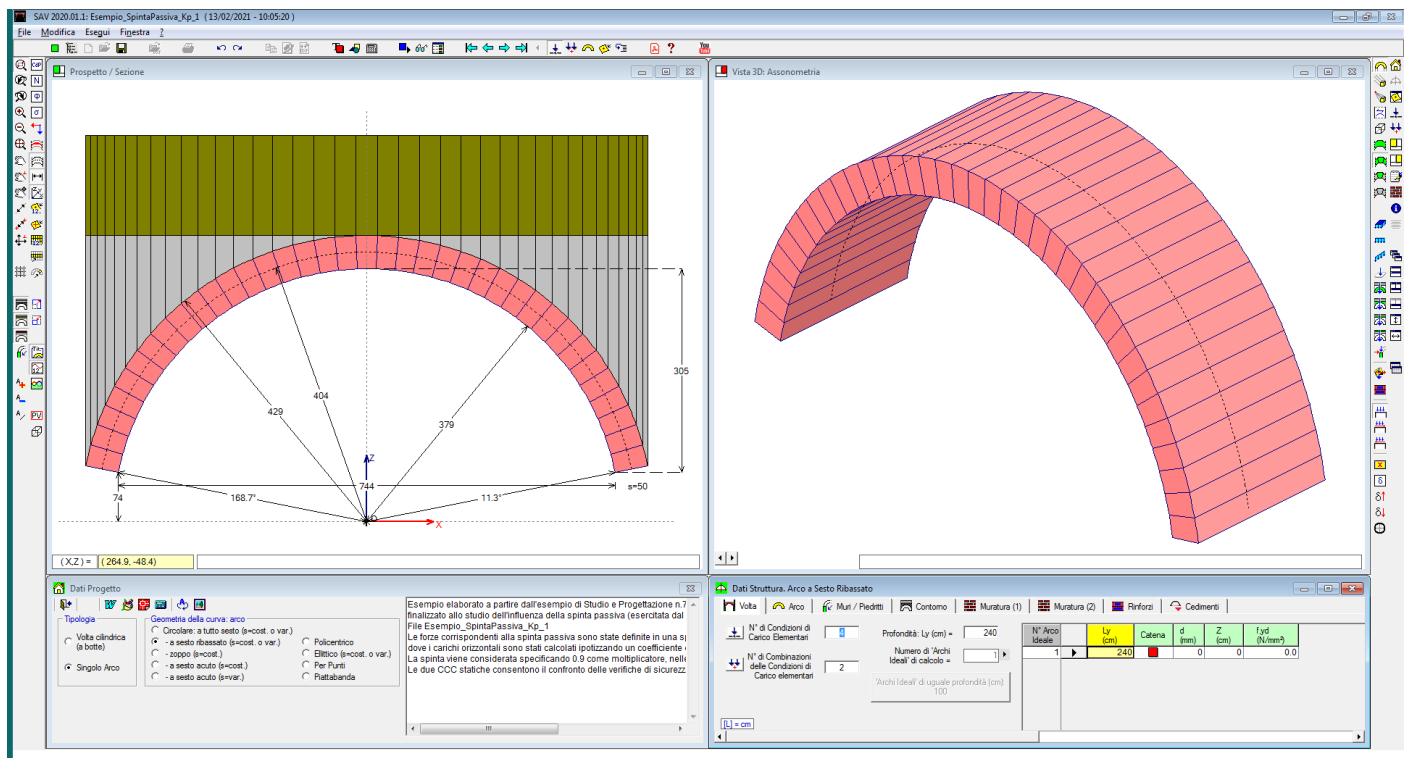 SAV 2020.01.1: Esempio_SpintaPassiva_Kp_1 ( 13/02/2021 - 10:05:20 )
File Modifica Esegui Finestra ?
You
Prospetto / Sezione
305
404
429
379
Z
744
74
168.7°
11.3°
s=50
X
( X,Z ) = ( 264.9, -48.4)
Vista 3D: Assonometria
CdP
N
Φ
σ
PV
Dati Progetto
Tipologia
Volta cilindrica
(a botte)
Singolo Arco
Geometria della curva: arco
Circolare: a tutto sesto (s=cost. o var.)
- a sesto ribassato (s=cost. o var.)
- zoppo (s=cost.)
- a sesto acuto (s=cost.)
- a sesto acuto (s=var.)
Policentrico
Ellittico (s=cost. o var.)
Per Punti
Piattabanda
Esempio elaborato a partire dall'esempio di Studio e Progettazione n.7
finalizzato allo studio dell'influenza della spinta passiva (esercitata dal
File Esempio_SpintaPassiva_Kp_1
Le forze corrispondenti alla spinta passiva sono state definite in una s
dove i carichi orizzontali sono stati calcolati ipotizzando un coefficiente
La spinta viene considerata specificando 0.9 come moltiplicatore, nelle
Le due CCC statiche consentono il confronto delle verifiche di sicurezz
Dati Struttura. Arco a Sesto Ribassato
Volta Arco Muri / Piedritti Contorno Muratura (1) Muratura (2) Rinforzi Cedimenti
N° di Condizioni di
Carico Elementari
4
N° di Combinazioni
delle Condizioni di
Carico elementari
2
[L] = cm
Profondità: Ly (cm) = 240
Numero di 'Archi
Ideali' di calcolo = 1
'Archi Ideali' di uguale profondità (cm):
100
N° Arco
Ideale
Ly
(cm)
Catena
d
(mm)
Z
(cm)
f.yd
(N/mm²)
1 240 0 0 0.0